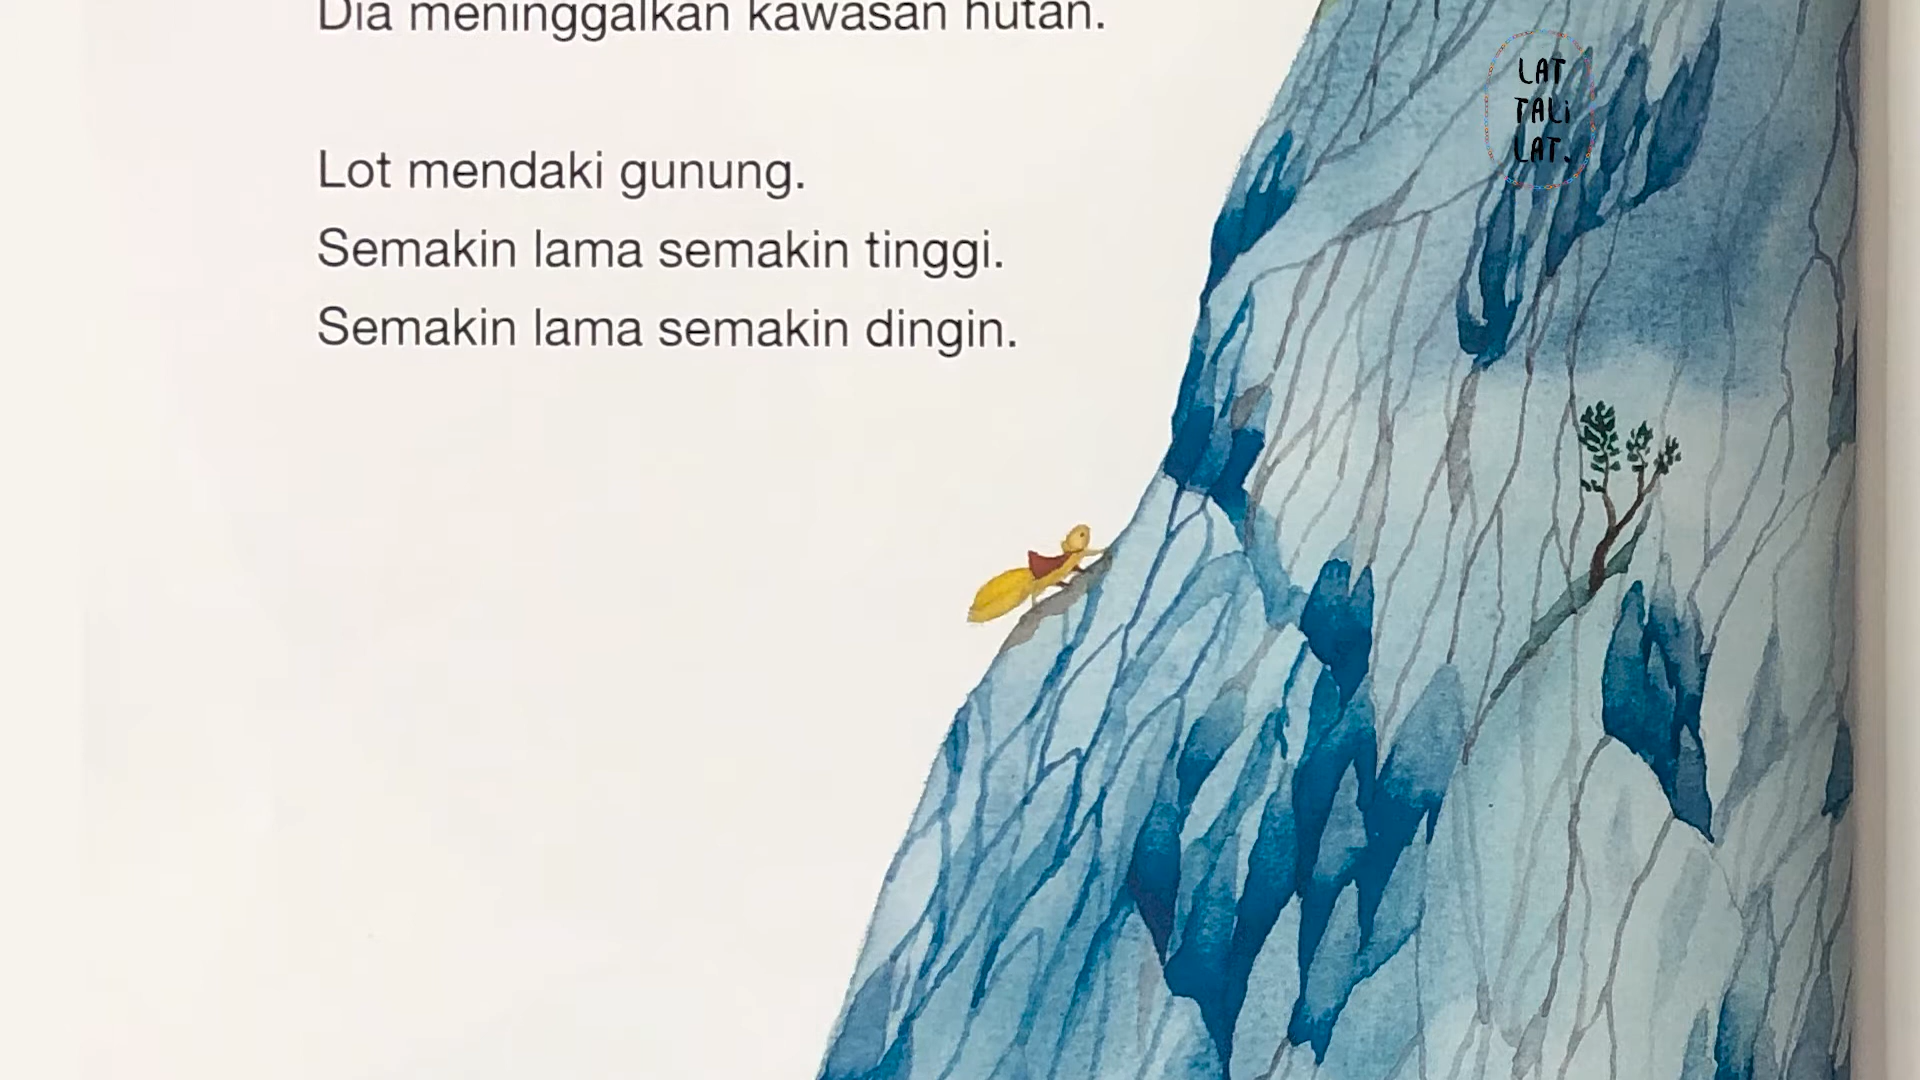 Dia meninggalkan kawasan hutan.
Lot mendaki gunung.
Semakin lama semakin tinggi.
Semakin lama semakin dingin.
LAT
TALI
LAT.